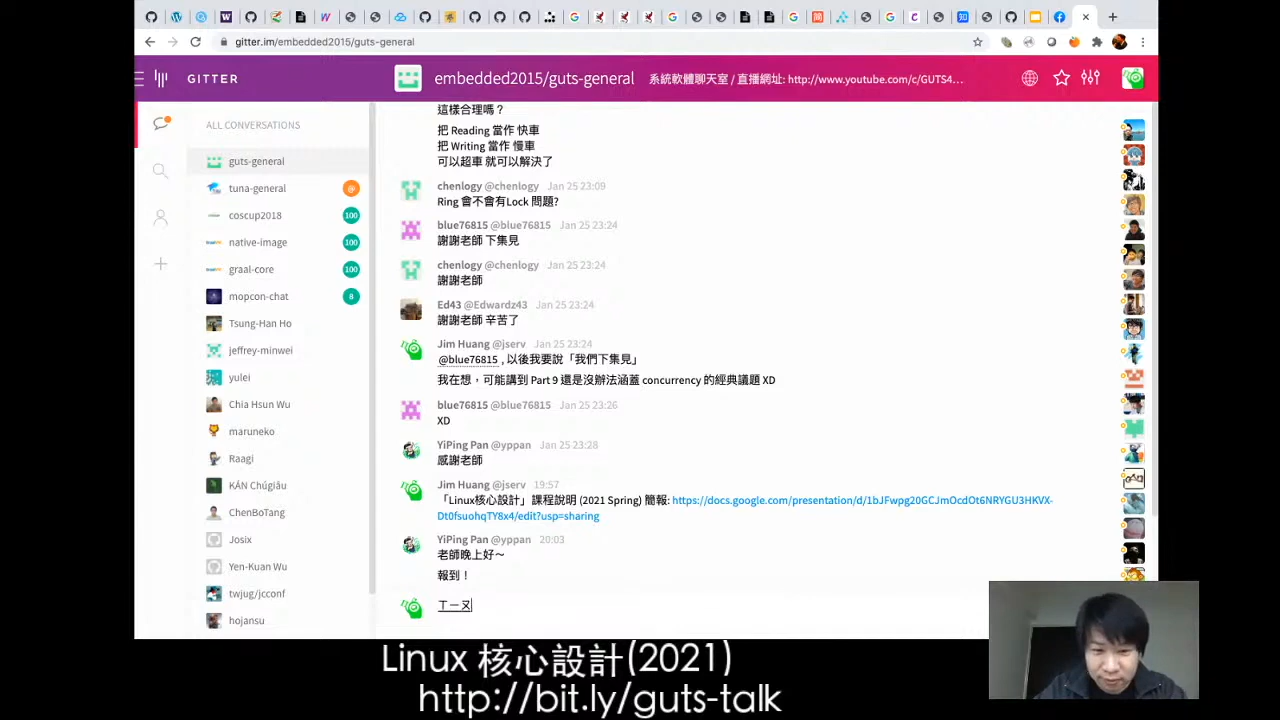 gitter.im/embedded2015/guts-general
GITTER
embedded2015/guts-general
系統軟體聊天室 / 直播網址: http://www.youtube.com/c/GUTS4…
ALL CONVERSATIONS
guts-general
tuna-general @
coscup2018 100
native-image 100
graal-core 100
mopcon-chat 8
Tsung-Han Ho
jeffrey-minwei
yulei
Chia Hsun Wu
maruneko
Raagi
KÁN Chúgiâu
ChenBoTang
Josix
Yen-Kuan Wu
twjug/jcconf
hojansu
這樣合理嗎？
把 Reading 當作 快車
把 Writing 當作 慢車
可以超車 就可以解決了
chenlogy @chenlogy Jan 25 23:09
Ring 會不會有Lock 問題?
blue76815 @blue76815 Jan 25 23:24
謝謝老師 下集見
chenlogy @chenlogy Jan 25 23:24
謝謝老師
Ed43 @Edwardz43 Jan 25 23:24
謝謝老師 辛苦了
Jim Huang @jserv Jan 25 23:24
@blue76815 , 以後我要說「我們下集見」
我在想，可能講到 Part 9 還是沒辦法涵蓋 concurrency 的經典議題 XD
blue76815 @blue76815 Jan 25 23:26
XD
YiPing Pan @yppan Jan 25 23:28
感謝老師
Jim Huang @jserv 19:57
「Linux核心設計」課程說明 (2021 Spring) 簡報: https://docs.google.com/presentation/d/1bJFwpg20GCJmOcdOt6NRYGU3HKVX-
Dt0fsuohqTY8x4/edit?usp=sharing
YiPing Pan @yppan 20:03
老師晚上好～
報到！
ㄒㄧㄡ
Linux 核心設計(2021)
http://bit.ly/guts-talk